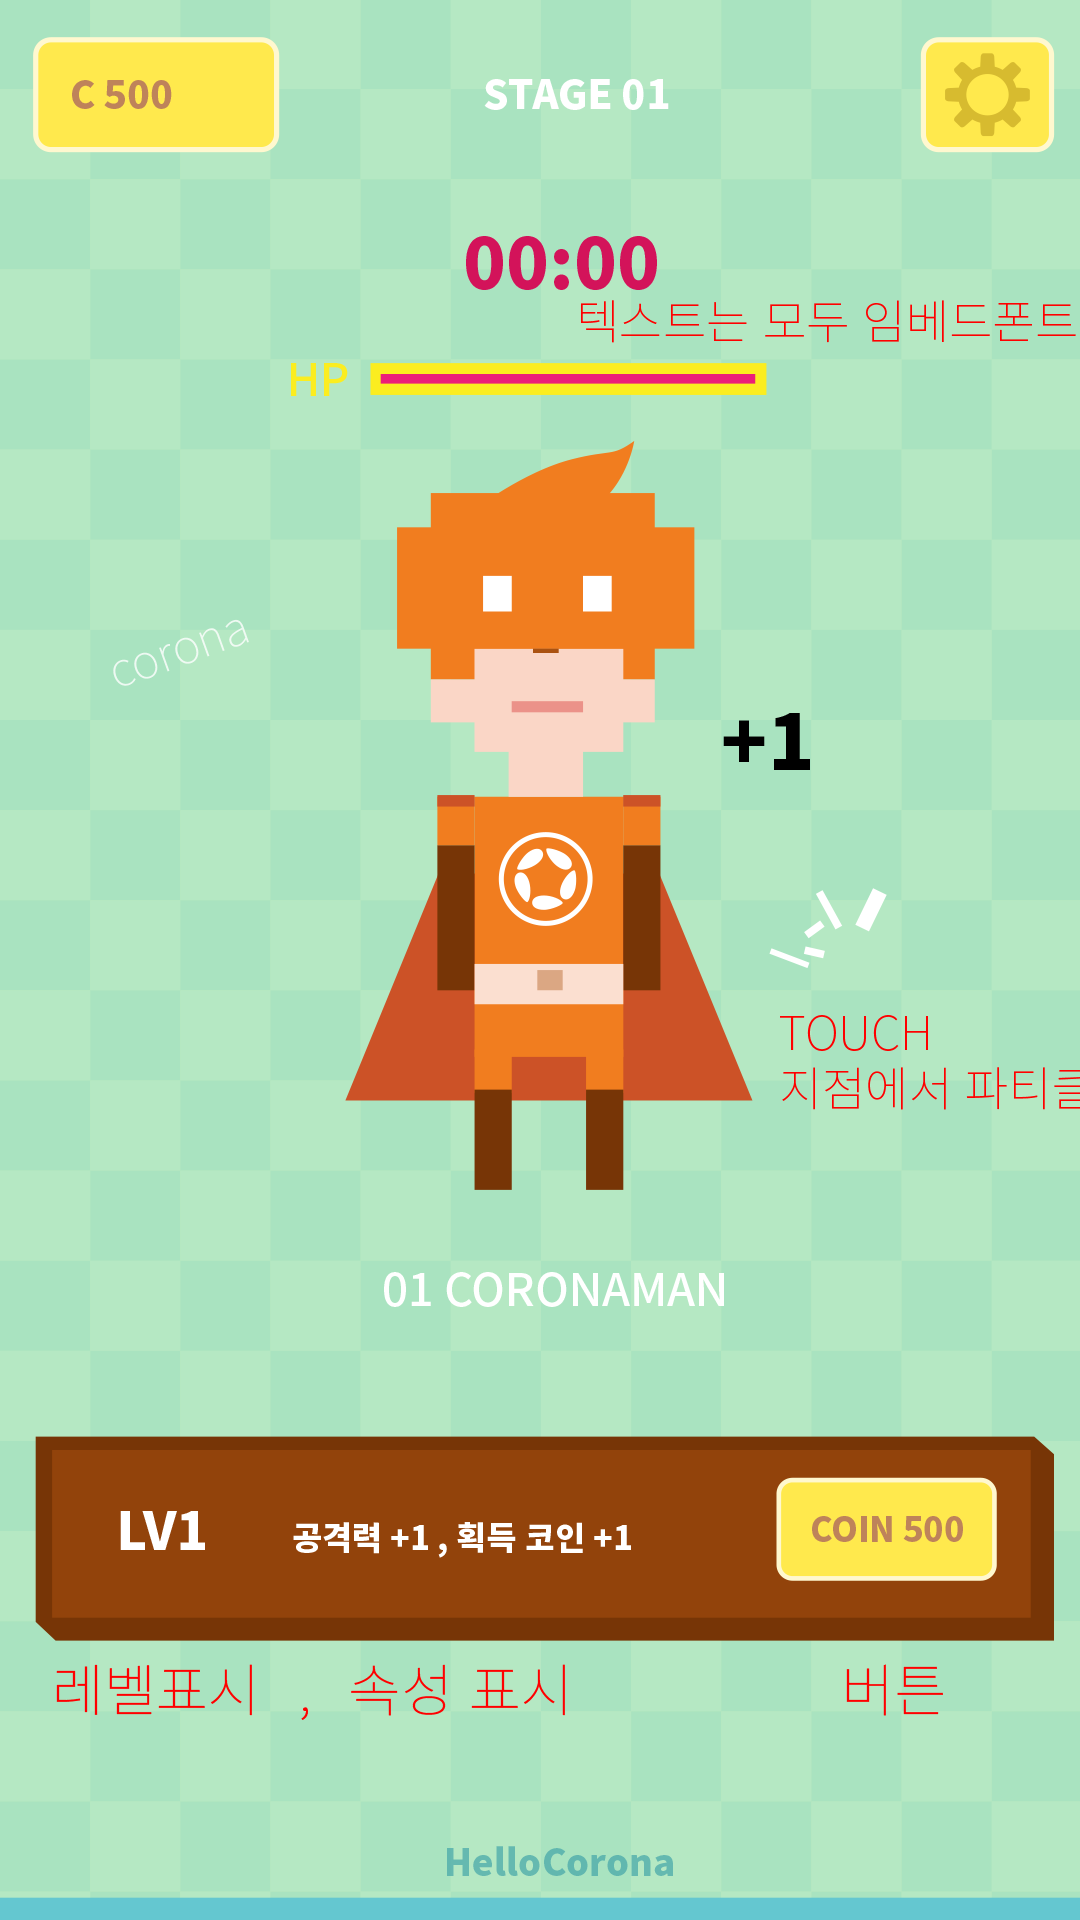 C 500
STAGE 01
00:00
텍스트는 모두 임베드폰트
HP
corona
+1
TOUCH
지점에서 파티클
01 CORONAMAN
LV1
공격력 +1 , 획득 코인 +1
COIN 500
레벨표시 , 속성 표시
버튼
HelloCorona